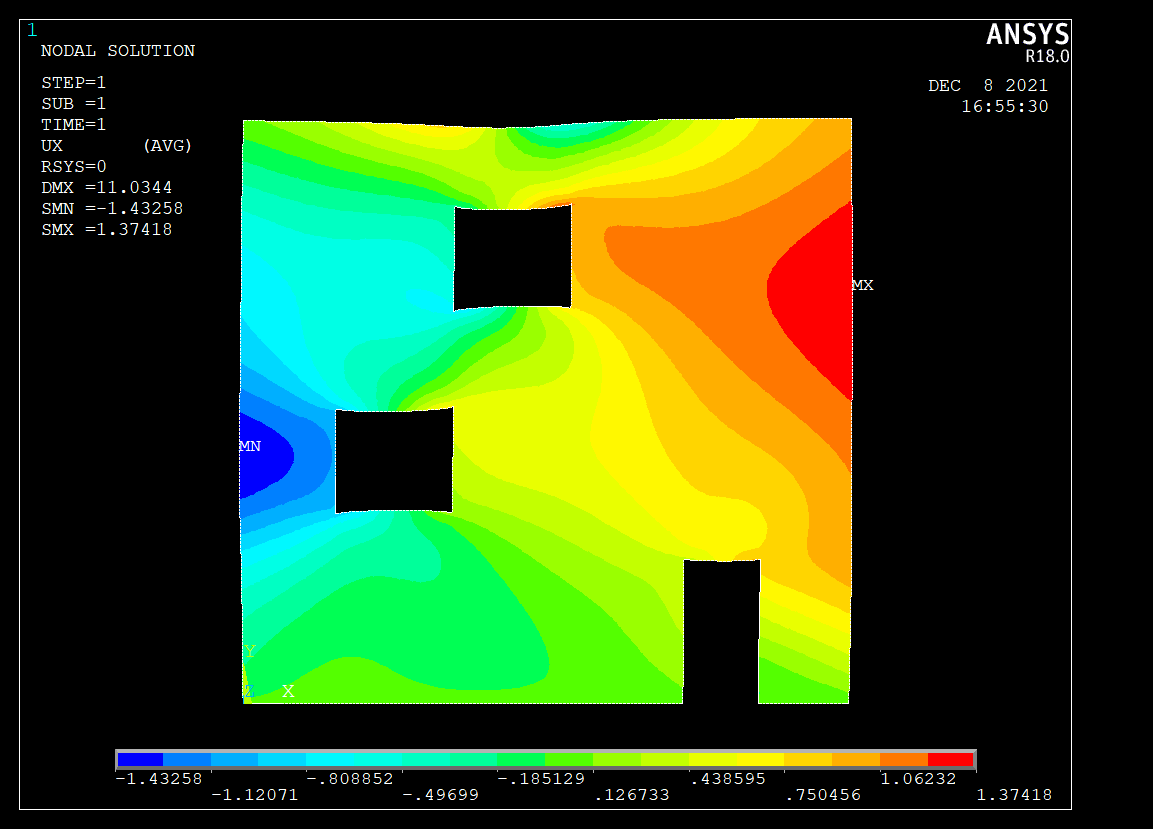 1
ANSYS
R18.0
NODAL SOLUTION
STEP=1
SUB =1
TIME=1
UX (AVG)
RSYS=0
DMX =11.0344
SMN =-1.43258
SMX =1.37418
DEC 8 2021
16:55:30
MX
MN
Y
Z X
-1.43258 -.808852 -.185129 .438595 1.06232
-1.12071 -.49699 .126733 .750456 1.37418